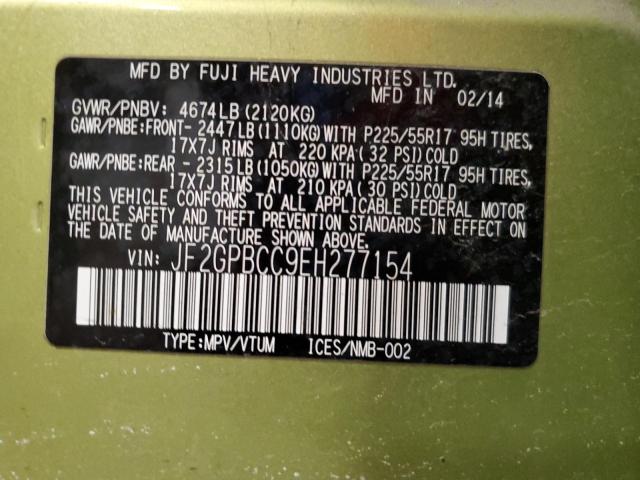 MFD BY FUJI HEAVY INDUSTRIES LTD.
MFD IN 02/14
GVWR/PNBV: 4674LB(2120KG)
GAWR/PNBE:FRONT- 2447LB(1110KG)WITH P225/55R17 95H TIRES,
17X7J RIMS AT 220 KPA(32 PSI)COLD
GAWR/PNBE:REAR - 2315LB(1050KG)WITH P225/55R17 95H TIRES,
17X7J RIMS AT 210 KPA(30 PSI)COLD
THIS VEHICLE CONFORMS TO ALL APPLICABLE FEDERAL MOTOR
VEHICLE SAFETY AND THEFT PREVENTION STANDARDS IN EFFECT ON
THE DATE OF MANUFACTURE SHOWN ABOVE.
VIN: JF2GPBCC9EH277154
TYPE:MPV/VTUM ICES/NMB-002